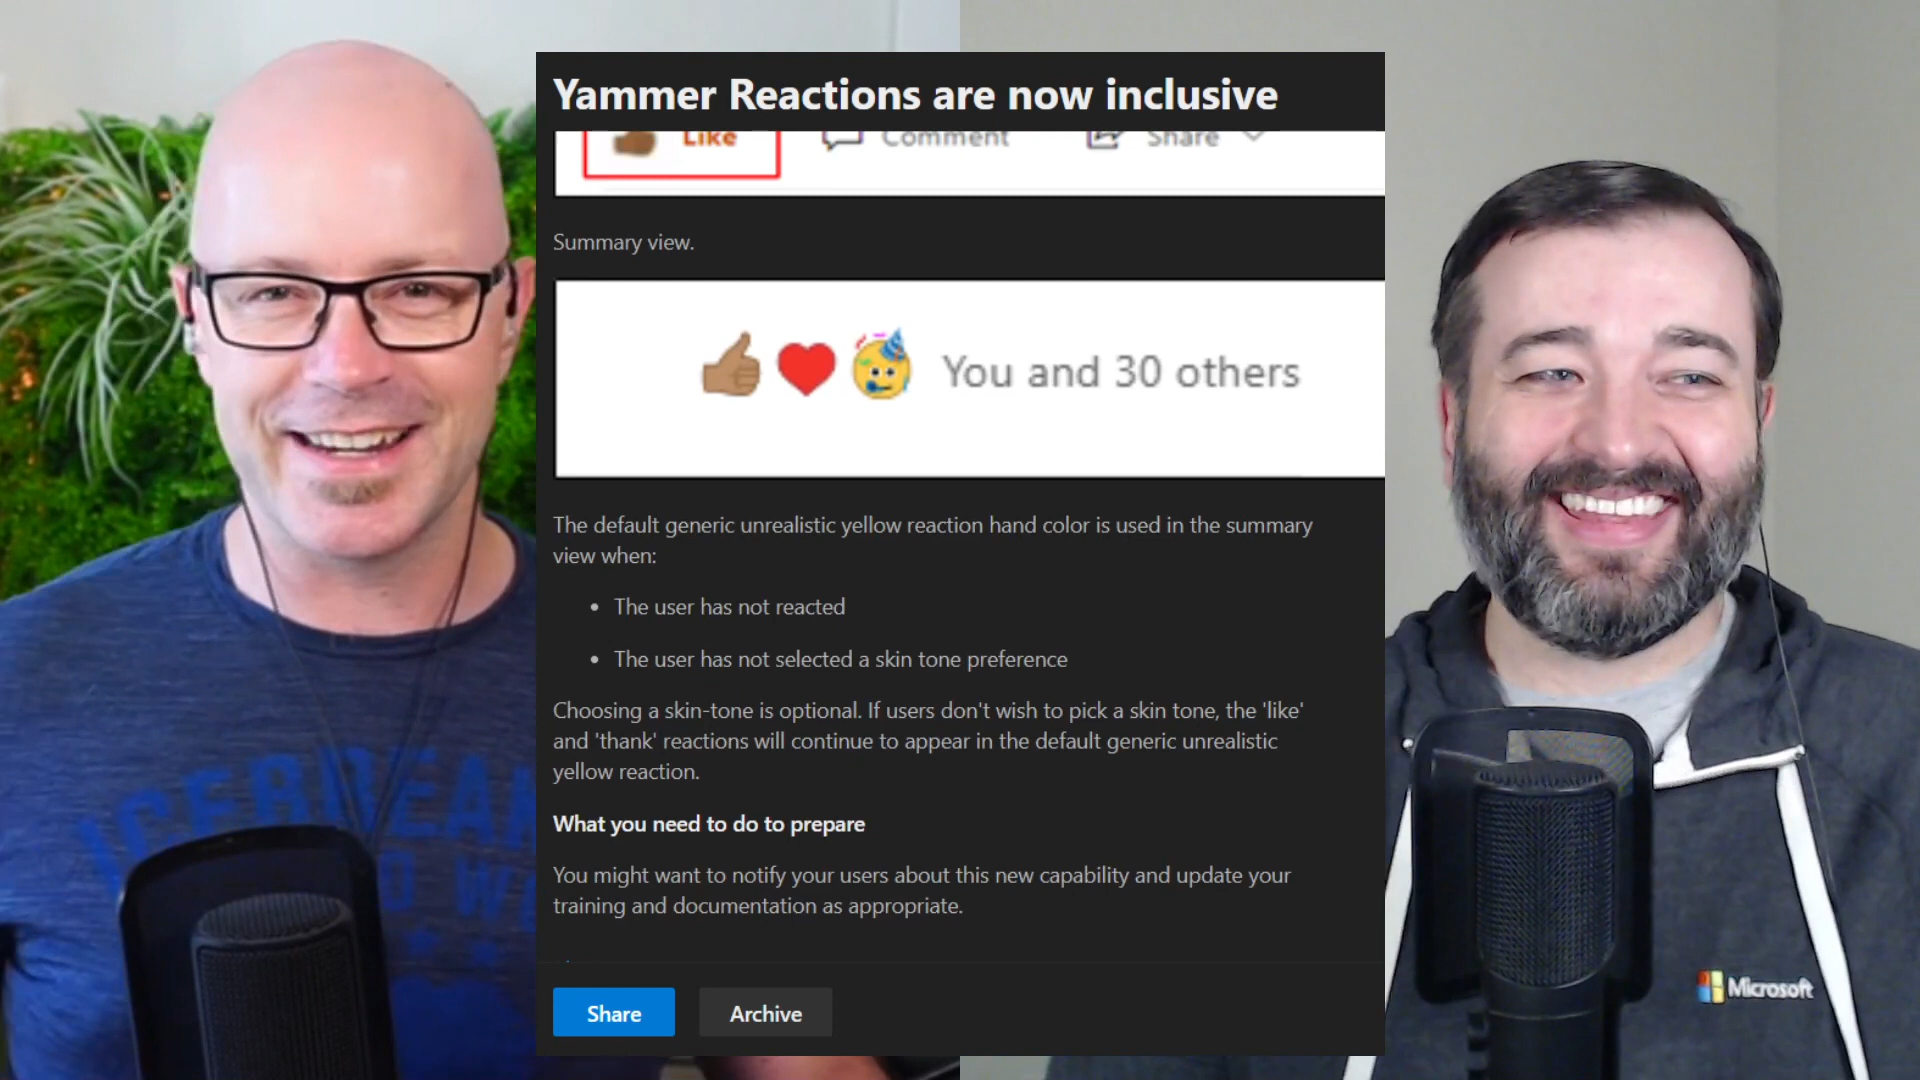 Yammer Reactions are now inclusive
Like Comment Share
Summary view.
You and 30 others
The default generic unrealistic yellow reaction hand color is used in the summary
view when:
• The user has not reacted
• The user has not selected a skin tone preference
Choosing a skin-tone is optional. If users don't wish to pick a skin tone, the 'like'
and 'thank' reactions will continue to appear in the default generic unrealistic
yellow reaction.
What you need to do to prepare
You might want to notify your users about this new capability and update your
training and documentation as appropriate.
Share Archive
Microsoft